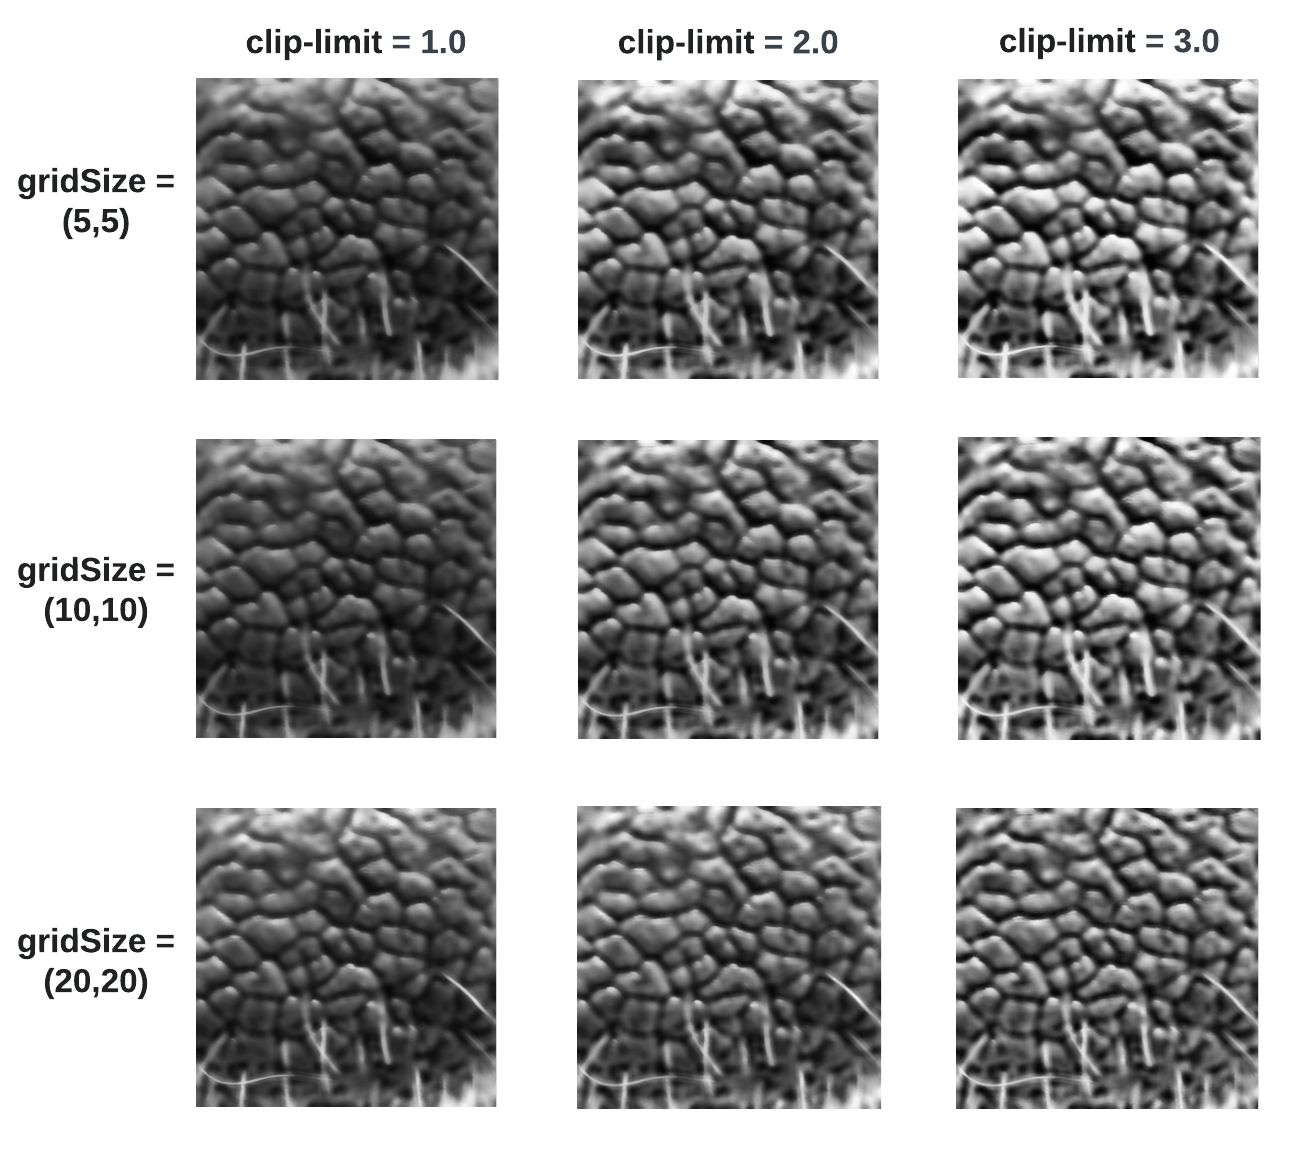 clip-limit = 1.0
clip-limit = 2.0
clip-limit = 3.0
gridSize =
(5,5)
gridSize =
(10,10)
gridSize =
(20,20)